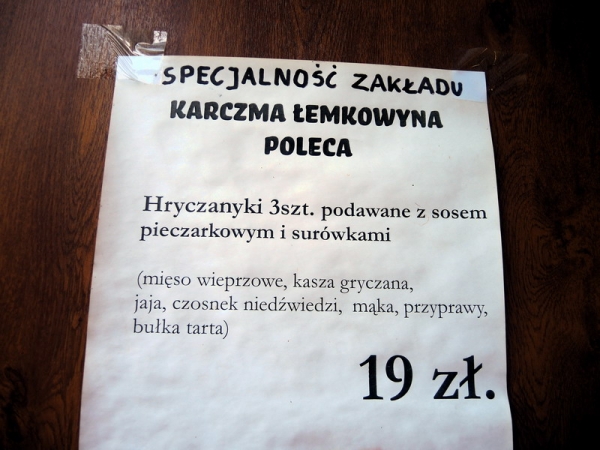 SPECJALNOŚĆ ZAKŁADU
KARCZMA ŁEMKOWYNA
POLECA
Hryczanyki 3szt. podawane z sosem
pieczarkowym i surówkami
(mięso wieprzowe, kasza gryczana,
jaja, czosnek niedźwiedzi, mąka, przyprawy,
bułka tarta)
19 zł.